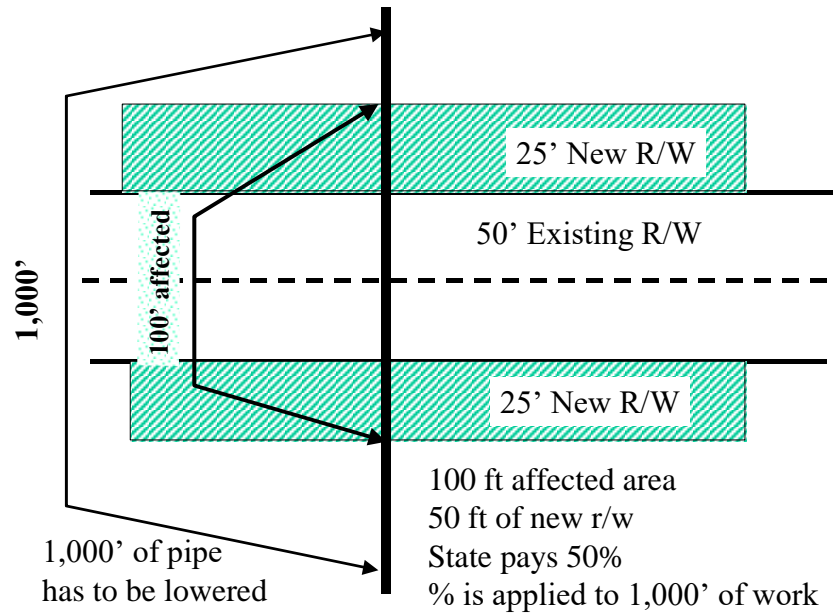 25’ New R/W
50’ Existing R/W
1,000’
100’ affected
25’ New R/W
100 ft affected area
50 ft of new r/w
State pays 50%
% is applied to 1,000’ of work
1,000’ of pipe
has to be lowered